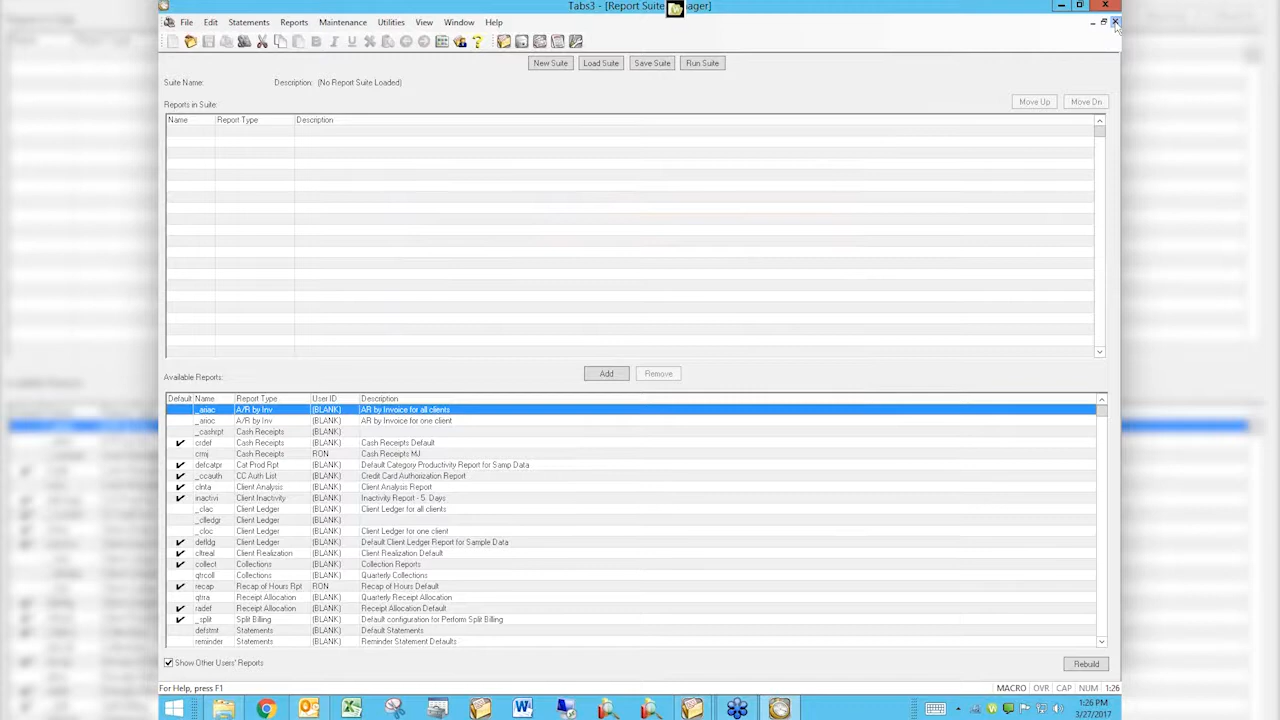 Tabs3 - [Report Suite ager]
File Edit Statements Reports Maintenance Utilities View Window Help
New Suite Load Suite Save Suite Run Suite
Suite Name: Description: (No Report Suite Loaded)
Reports in Suite: Move Up Move Dn
Name Report Type Description
Available Reports: Add Remove
Default Name Report Type User ID Description
_ariac A/R by Inv (BLANK) AR by Invoice for all clients
_arioc A/R by Inv (BLANK) AR by Invoice for one client
_cashrpt Cash Receipts (BLANK)
crdef Cash Receipts (BLANK) Cash Receipts Default
crmj Cash Receipts RON Cash Receipts MJ
defcatpr Cat Prod Rpt (BLANK) Default Category Productivity Report for Samp Data
_ccauth CC Auth List (BLANK) Credit Card Authorization Report
clnta Client Analysis (BLANK) Client Analysis Report
inactivi Client Inactivity (BLANK) Inactivity Report - 5 Days
_clac Client Ledger (BLANK) Client Ledger for all clients
_clledgr Client Ledger (BLANK)
_cloc Client Ledger (BLANK) Client Ledger for one client
defldg Client Ledger (BLANK) Default Client Ledger Report for Sample Data
cltreal Client Realization (BLANK) Client Realization Default
collect Collections (BLANK) Collection Reports
qtrcoll Collections (BLANK) Quarterly Collections
recap Recap of Hours Rpt RON Recap of Hours Default
qtrra Receipt Allocation (BLANK) Quarterly Receipt Allocation
radef Receipt Allocation (BLANK) Receipt Allocation Default
_split Split Billing (BLANK) Default configuration for Perform Split Billing
defstmt Statements (BLANK) Default Statements
reminder Statements (BLANK) Reminder Statement Defaults
Show Other Users' Reports Rebuild
For Help, press F1 MACRO OVR CAP NUM 1:26
1:26 PM
3/27/2017